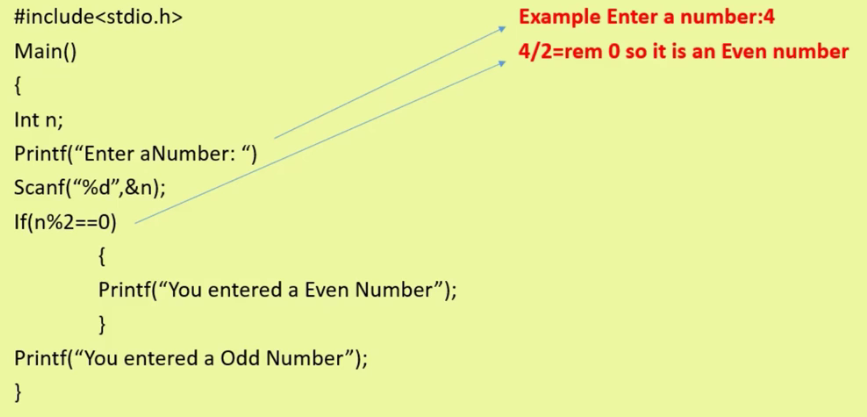 #include<stdio.h>
Main()
{
Int n;
Printf(“Enter aNumber: “)
Scanf(“%d”,&n);
If(n%2==0)
{
Printf(“You entered a Even Number”);
}
Printf(“You entered a Odd Number”);
}
Example Enter a number:4
4/2=rem 0 so it is an Even number